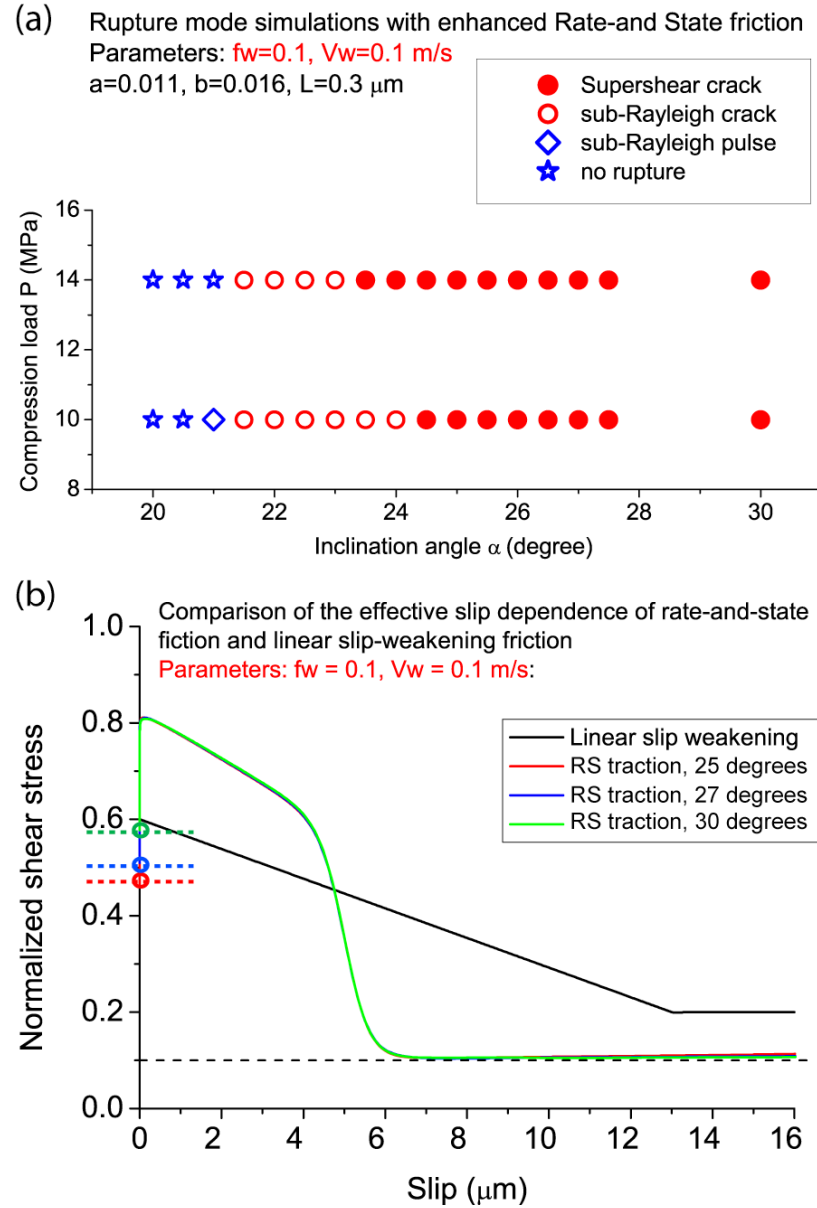 (a)
Rupture mode simulations with enhanced Rate-and State friction
Parameters: fw=0.1, Vw=0.1 m/s
a=0.011, b=0.016, L=0.3 μm
Supershear crack
sub-Rayleigh crack
sub-Rayleigh pulse
no rupture
16
14
12
10
8
Compression load P (MPa)
20 22 24 26 28 30
Inclination angle α (degree)
(b)
Comparison of the effective slip dependence of rate-and-state
fiction and linear slip-weakening friction
Parameters: fw = 0.1, Vw = 0.1 m/s:
Linear slip weakening
RS traction, 25 degrees
RS traction, 27 degrees
RS traction, 30 degrees
1.0
0.8
0.6
0.4
0.2
0.0
Normalized shear stress
0 2 4 6 8 10 12 14 16
Slip (μm)